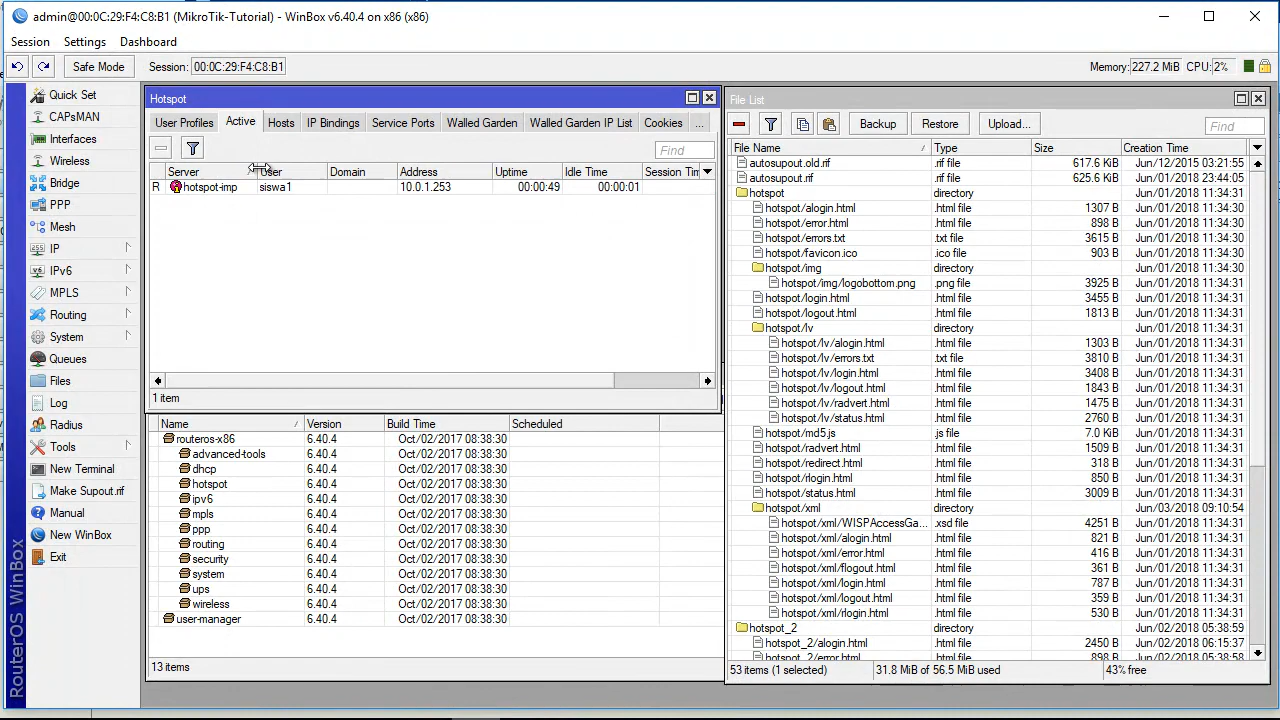 admin@00:0C:29:F4:C8:B1 (MikroTik-Tutorial) - WinBox v6.40.4 on x86 (x86)
Session Settings Dashboard
Safe Mode Session: 00:0C:29:F4:C8:B1 Memory: 227.2 MiB CPU: 2%
Quick Set
CAPsMAN
Interfaces
Wireless
Bridge
PPP
Mesh
IP
IPv6
MPLS
Routing
System
Queues
Files
Log
Radius
Tools
New Terminal
Make Supout.rif
Manual
New WinBox
Exit
RouterOS WinBox
Hotspot
User Profiles Active Hosts IP Bindings Service Ports Walled Garden Walled Garden IP List Cookies ...
Find
Server User Domain Address Uptime Idle Time Session Tim
R hotspot-imp siswa1 10.0.1.253 00:00:49 00:00:01
1 item
Name Version Build Time Scheduled
routeros-x86 6.40.4 Oct/02/2017 08:38:30
advanced-tools 6.40.4 Oct/02/2017 08:38:30
dhcp 6.40.4 Oct/02/2017 08:38:30
hotspot 6.40.4 Oct/02/2017 08:38:30
ipv6 6.40.4 Oct/02/2017 08:38:30
mpls 6.40.4 Oct/02/2017 08:38:30
ppp 6.40.4 Oct/02/2017 08:38:30
routing 6.40.4 Oct/02/2017 08:38:30
security 6.40.4 Oct/02/2017 08:38:30
system 6.40.4 Oct/02/2017 08:38:30
ups 6.40.4 Oct/02/2017 08:38:30
wireless 6.40.4 Oct/02/2017 08:38:30
user-manager 6.40.4 Oct/02/2017 08:38:30
13 items
File List
Backup Restore Upload... Find
File Name Type Size Creation Time
autosupout.old.rif .rif file 617.6 KiB Jun/12/2015 03:21:55
autosupout.rif .rif file 625.6 KiB Jun/01/2018 23:44:05
hotspot directory Jun/01/2018 11:34:31
hotspot/alogin.html .html file 1307 B Jun/01/2018 11:34:30
hotspot/error.html .html file 898 B Jun/01/2018 11:34:30
hotspot/errors.txt .txt file 3615 B Jun/01/2018 11:34:30
hotspot/favicon.ico .ico file 903 B Jun/01/2018 11:34:30
hotspot/img directory Jun/01/2018 11:34:30
hotspot/img/logobottom.png .png file 3925 B Jun/01/2018 11:34:31
hotspot/login.html .html file 3455 B Jun/01/2018 11:34:31
hotspot/logout.html .html file 1813 B Jun/01/2018 11:34:31
hotspot/lv directory Jun/01/2018 11:34:31
hotspot/lv/alogin.html .html file 1303 B Jun/01/2018 11:34:31
hotspot/lv/errors.txt .txt file 3810 B Jun/01/2018 11:34:31
hotspot/lv/login.html .html file 3408 B Jun/01/2018 11:34:31
hotspot/lv/logout.html .html file 1843 B Jun/01/2018 11:34:31
hotspot/lv/radvert.html .html file 1475 B Jun/01/2018 11:34:31
hotspot/lv/status.html .html file 2760 B Jun/01/2018 11:34:31
hotspot/md5.js .js file 7.0 KiB Jun/01/2018 11:34:31
hotspot/radvert.html .html file 1509 B Jun/01/2018 11:34:31
hotspot/redirect.html .html file 318 B Jun/01/2018 11:34:31
hotspot/rlogin.html .html file 850 B Jun/01/2018 11:34:31
hotspot/status.html .html file 3009 B Jun/01/2018 11:34:31
hotspot/xml directory Jun/03/2018 09:10:54
hotspot/xml/WISPAccessGa... .xsd file 4251 B Jun/01/2018 11:34:31
hotspot/xml/alogin.html .html file 821 B Jun/01/2018 11:34:31
hotspot/xml/error.html .html file 416 B Jun/01/2018 11:34:31
hotspot/xml/flogout.html .html file 361 B Jun/01/2018 11:34:31
hotspot/xml/login.html .html file 787 B Jun/01/2018 11:34:31
hotspot/xml/logout.html .html file 359 B Jun/01/2018 11:34:31
hotspot/xml/rlogin.html .html file 530 B Jun/01/2018 11:34:31
hotspot_2 directory Jun/01/2018 05:38:59
hotspot_2/alogin.html .html file 2450 B Jun/02/2018 06:15:37
hotspot_2/error.html .html file 898 B Jun/02/2018 05:38:58
53 items (1 selected) 31.8 MiB of 56.5 MiB used 43% free